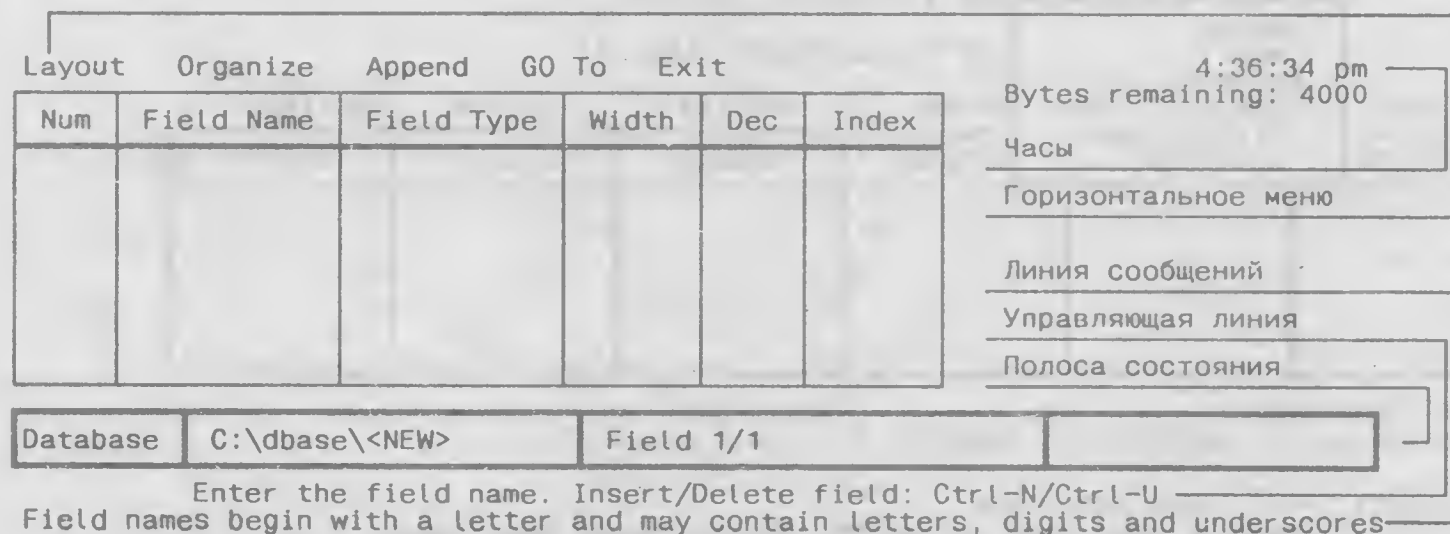 Layout Organize Append GO To Exit 4:36:34 pm
Bytes remaining: 4000
Num Field Name Field Type Width Dec Index
Часы
Горизонтальное меню
Линия сообщений
Управляющая линия
Полоса состояния
Database C:\dbase\<NEW> Field 1/1
Enter the field name. Insert/Delete field: Ctrl-N/Ctrl-U
Field names begin with a letter and may contain letters, digits and underscores